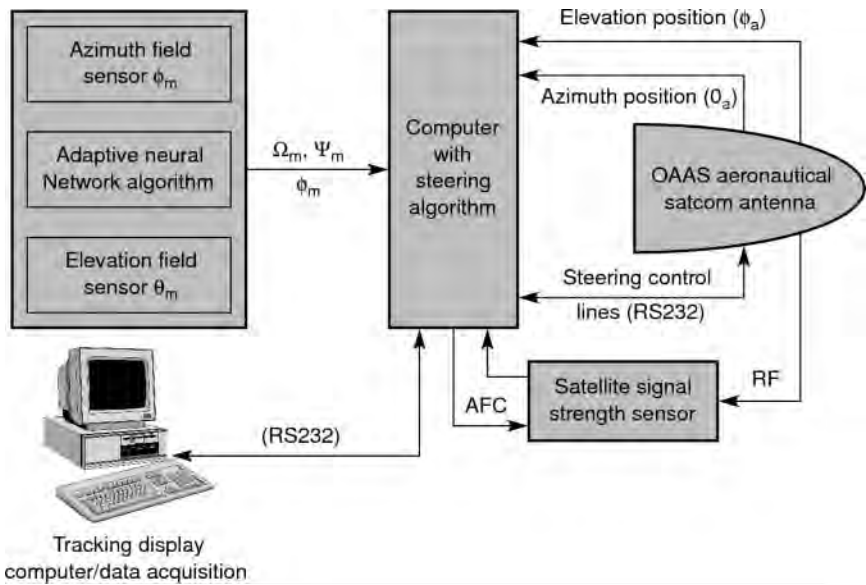 Azimuth field
sensor ϕm
Adaptive neural
Network algorithm
Elevation field
sensor θm
Ωm, Ψm
ϕm
Computer
with
steering
algorithm
Elevation position (ϕa)
Azimuth position (0a)
OAAS aeronautical
satcom antenna
Steering control
lines (RS232)
Satellite signal
strength sensor
RF
AFC
(RS232)
Tracking display
computer/data acquisition